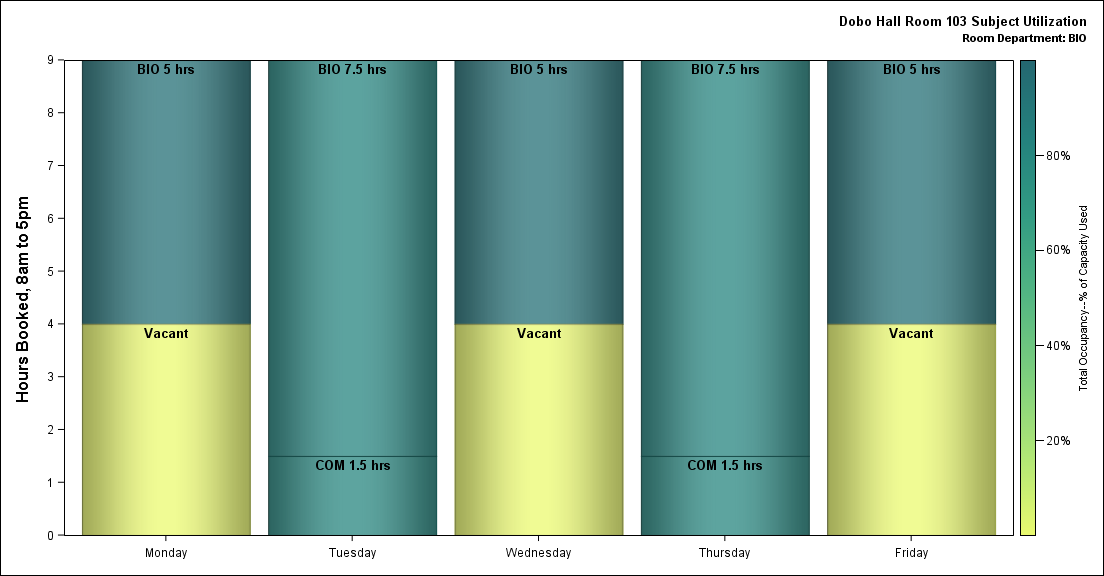 Dobo Hall Room 103 Subject Utilization
Room Department: BIO
Hours Booked, 8am to 5pm
9
8
7
6
5
4
3
2
1
0
BIO 5 hrs
Vacant
BIO 7.5 hrs
COM 1.5 hrs
BIO 5 hrs
Vacant
BIO 7.5 hrs
COM 1.5 hrs
BIO 5 hrs
Vacant
Monday
Tuesday
Wednesday
Thursday
Friday
80%
60%
40%
20%
Total Occupancy--% of Capacity Used